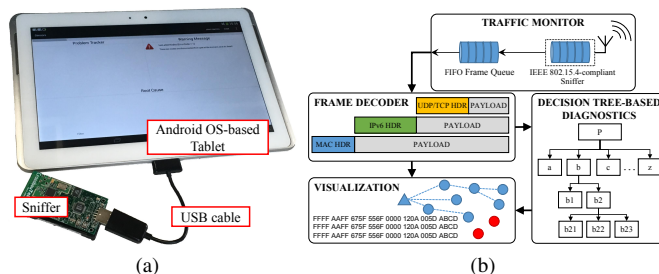 Problem Tracker
Warning Message
Root Cause
Android OS-based
Tablet
Sniffer
USB cable
(a)
TRAFFIC MONITOR
FIFO Frame Queue
IEEE 802.15.4-compliant
Sniffer
FRAME DECODER
UDP/TCP HDR PAYLOAD
IPv6 HDR PAYLOAD
MAC HDR PAYLOAD
DECISION TREE-BASED
DIAGNOSTICS
P
a b c . . . z
b1 b2
b21 b22 b23
VISUALIZATION
FFFF AAFF 675F 556F 0000 120A 005D ABCD
FFFF AAFF 675F 556F 0000 120A 005D ABCD
FFFF AAFF 675F 556F 0000 120A 005D ABCD
(b)